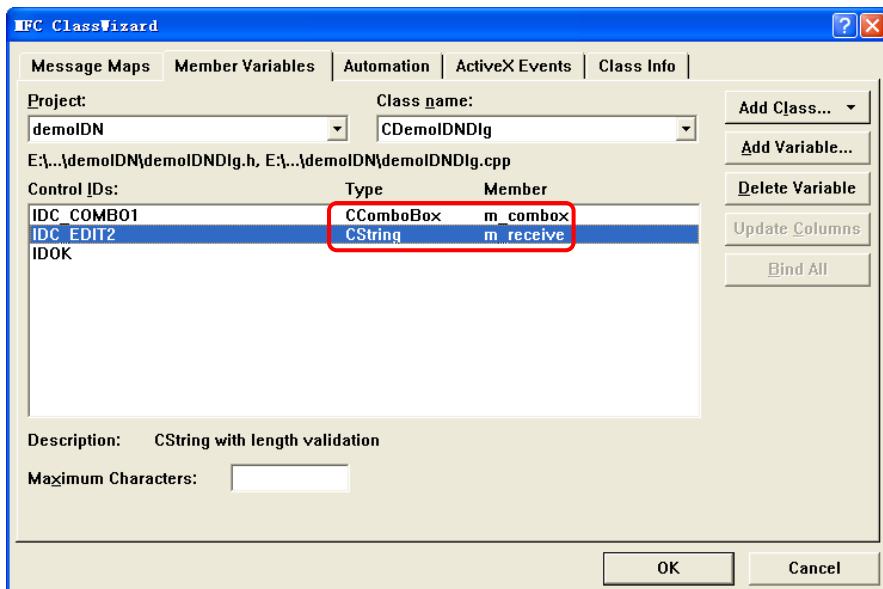 MFC ClassWizard
Message Maps Member Variables Automation ActiveX Events Class Info
Project: Class name:
demoIDN CDemoIDNDlg
Add Class...
E:\...\demoIDN\demoIDNDlg.h, E:\...\demoIDN\demoIDNDlg.cpp
Add Variable...
Control IDs: Type Member
Delete Variable
IDC_COMBO1 CComboBox m_combox
IDC_EDIT2 CString m_receive
Update Columns
IDOK
Bind All
Description: CString with length validation
Maximum Characters:
OK Cancel